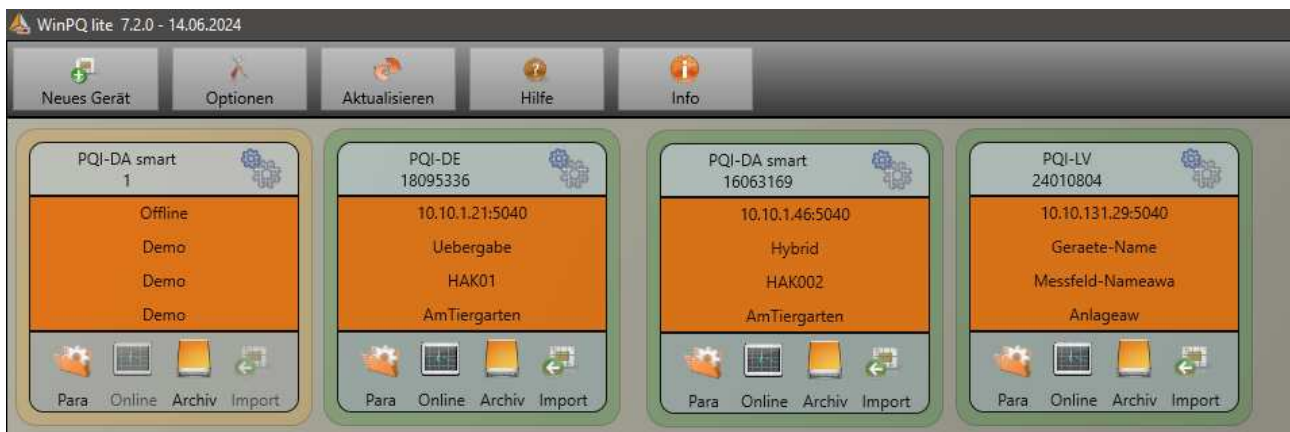 WinPQ lite 7.2.0 - 14.06.2024
Neues Gerät Optionen Aktualisieren Hilfe Info
PQI-DA smart
1
Offline
Demo
Demo
Demo
Para Online Archiv Import
PQI-DE
18095336
10.10.1.21:5040
Uebergabe
HAK01
AmTiergarten
Para Online Archiv Import
PQI-DA smart
16063169
10.10.1.46:5040
Hybrid
HAK002
AmTiergarten
Para Online Archiv Import
PQI-LV
24010804
10.10.131.29:5040
Geraete-Name
Messfeld-Nameawa
Anlageaw
Para Online Archiv Import